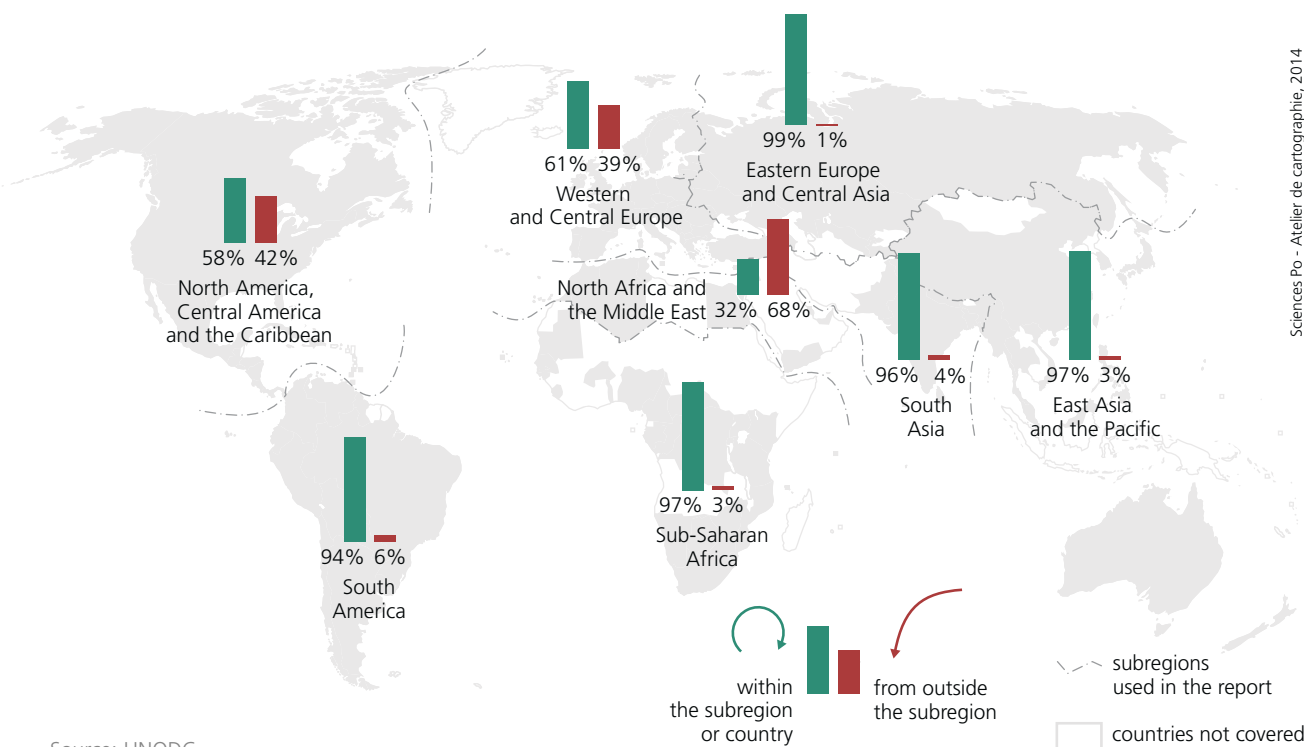 99% 1%
Eastern Europe
and Central Asia
61% 39%
Western
and Central Europe
58% 42%
North America,
Central America
and the Caribbean
North Africa and
the Middle East 32% 68%
96% 4%
South
Asia
97% 3%
East Asia
and the Pacific
97% 3%
Sub-Saharan
Africa
94% 6%
South
America
within
the subregion
or country
from outside
the subregion
subregions
used in the report
countries not covered
Sciences Po - Atelier de cartographie, 2014
Source: UNODC